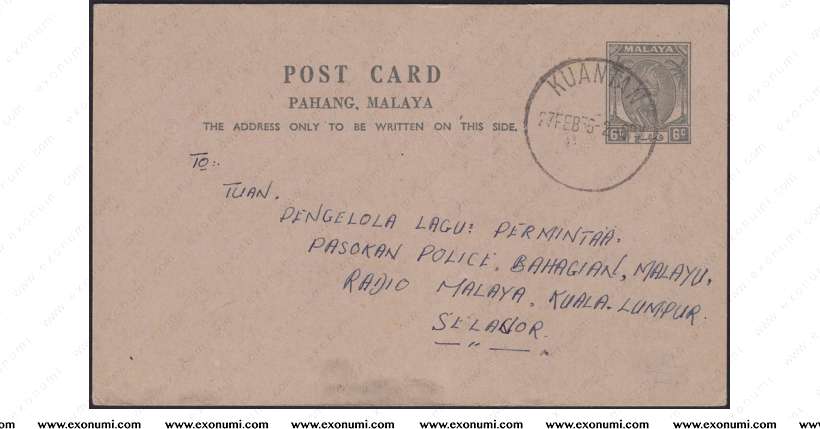 MALAYA
POST CARD
PAHANG, MALAYA
THE ADDRESS ONLY TO BE WRITTEN ON THIS SIDE.
KUANTAN
6c 6c
TO:.
TUAN.
PENGELOLA LAGU: PERMINTAA.
PASOKAN POLICE. BAHAGIAN, MALAYU,
RADIO MALAYA. KUALA-LUMPUR.
SELANOR.
www.exonumi.com www.exonumi.com www.exonumi.com www.exonumi.com www.exonumi.com www.exonumi.com